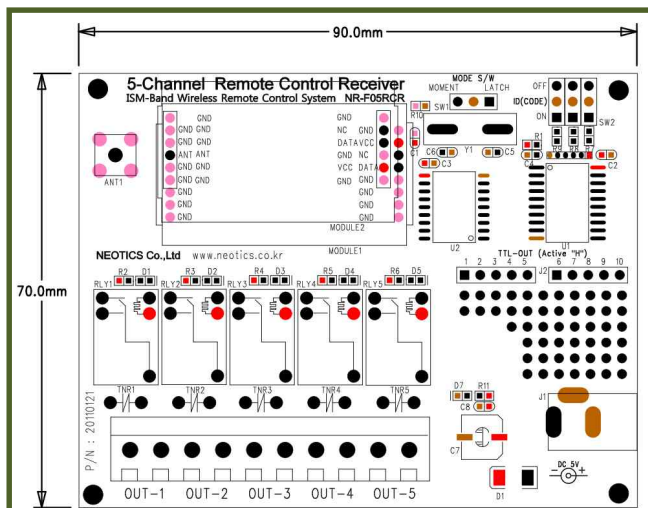 90.0mm
70.0mm
5-Channel Remote Control Receiver
ISM-Band Wireless Remote Control System NR-F05RCR
MODE S/W
MOMENT LATCH
SW1
OFF
ID(CODE)
ON
SW2
R10
C1
Y1
C6 C5
C3
R1
C4
R9 R8 R7
C2
ANT1
GND
GND
GND
DATA
GND
ANT ANT
GND GND
VCC GND
GND GND
GND
GND
NC
DATA VCC
GND NC
VCC DATA
GND GND
GND
GND
MODULE2
MODULE1
U2
U1
NEOTICS Co.,Ltd www.neotics.co.kr
TTL-OUT (Active "H")
1 2 3 4 5 J2 6 7 8 9 10
R2 D1 R3 D2 R4 D3 R5 D4 R6 D5
RLY1 RLY2 RLY3 RLY4 RLY5
TNR1 TNR2 TNR3 TNR4 TNR5
D7 R11
C8
C7
J1
DC 5V
- +
D1
P/N : 20110121
OUT-1 OUT-2 OUT-3 OUT-4 OUT-5